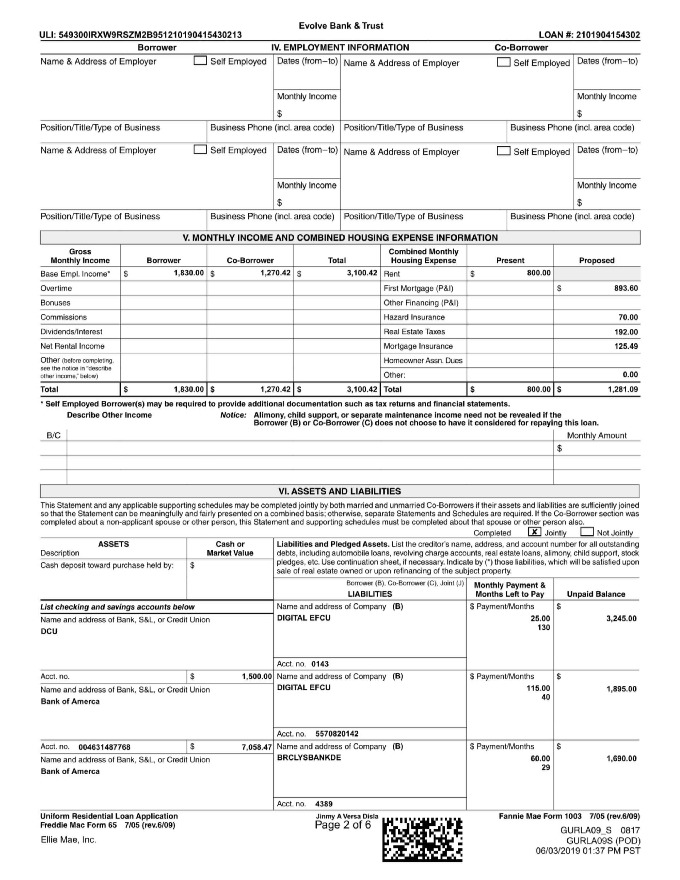 Evolve Bank & Trust
ULI: 549300IRXW9RSZM2B951210190415430213 LOAN #: 2101904154302
Borrower IV. EMPLOYMENT INFORMATION Co-Borrower
Name & Address of Employer Self Employed Dates (from–to) Name & Address of Employer Self Employed Dates (from–to)
Monthly Income Monthly Income
$ $
Position/Title/Type of Business Business Phone (incl. area code) Position/Title/Type of Business Business Phone (incl. area code)
Name & Address of Employer Self Employed Dates (from–to) Name & Address of Employer Self Employed Dates (from–to)
Monthly Income Monthly Income
$ $
Position/Title/Type of Business Business Phone (incl. area code) Position/Title/Type of Business Business Phone (incl. area code)
V. MONTHLY INCOME AND COMBINED HOUSING EXPENSE INFORMATION
Gross Monthly Income Borrower Co-Borrower Total Combined Monthly Housing Expense Present Proposed
Base Empl. Income* $ 1,830.00 $ 1,270.42 $ 3,100.42 Rent $ 800.00
Overtime First Mortgage (P&I) $ 893.60
Bonuses Other Financing (P&I)
Commissions Hazard Insurance 70.00
Dividends/Interest Real Estate Taxes 192.00
Net Rental Income Mortgage Insurance 125.49
Other (before completing, Homeowner Assn. Dues
see the notice in "describe
other income," below) Other: 0.00
Total $ 1,830.00 $ 1,270.42 $ 3,100.42 Total $ 800.00 $ 1,281.09
* Self Employed Borrower(s) may be required to provide additional documentation such as tax returns and financial statements.
Describe Other Income Notice: Alimony, child support, or separate maintenance income need not be revealed if the
Borrower (B) or Co-Borrower (C) does not choose to have it considered for repaying this loan.
B/C Monthly Amount
$
VI. ASSETS AND LIABILITIES
This Statement and any applicable supporting schedules may be completed jointly by both married and unmarried Co-Borrowers if their assets and liabilities are sufficiently joined
so that the Statement can be meaningfully and fairly presented on a combined basis; otherwise, separate Statements and Schedules are required. If the Co-Borrower section was
completed about a non-applicant spouse or other person, this Statement and supporting schedules must be completed about that spouse or other person also.
Completed X Jointly Not Jointly
ASSETS Cash or Market Value
Description
Cash deposit toward purchase held by: $
Liabilities and Pledged Assets. List the creditor's name, address, and account number for all outstanding
debts, including automobile loans, revolving charge accounts, real estate loans, alimony, child support, stock
pledges, etc. Use continuation sheet, if necessary. Indicate by (*) those liabilities, which will be satisfied upon
sale of real estate owned or upon refinancing of the subject property.
Borrower (B), Co-Borrower (C), Joint (J)
LIABILITIES Monthly Payment & Months Left to Pay Unpaid Balance
List checking and savings accounts below Name and address of Company (B) $ Payment/Months $
Name and address of Bank, S&L, or Credit Union DIGITAL EFCU 25.00 3,245.00
DCU 130
Acct. no. 0143
Acct. no. $ 1,500.00 Name and address of Company (B) $ Payment/Months $
Name and address of Bank, S&L, or Credit Union DIGITAL EFCU 115.00 1,895.00
Bank of Amerca 40
Acct. no. 5570820142
Acct. no. 004631487768 $ 7,058.47 Name and address of Company (B) $ Payment/Months $
Name and address of Bank, S&L, or Credit Union BRCLYSBANKDE 60.00 1,690.00
Bank of Amerca 29
Acct. no. 4389
Uniform Residential Loan Application Jinmy A Versa Disla Fannie Mae Form 1003 7/05 (rev.6/09)
Freddie Mac Form 65 7/05 (rev.6/09) Page 2 of 6
GURLA09_S 0817
Ellie Mae, Inc. GURLA09S (POD)
06/03/2019 01:37 PM PST